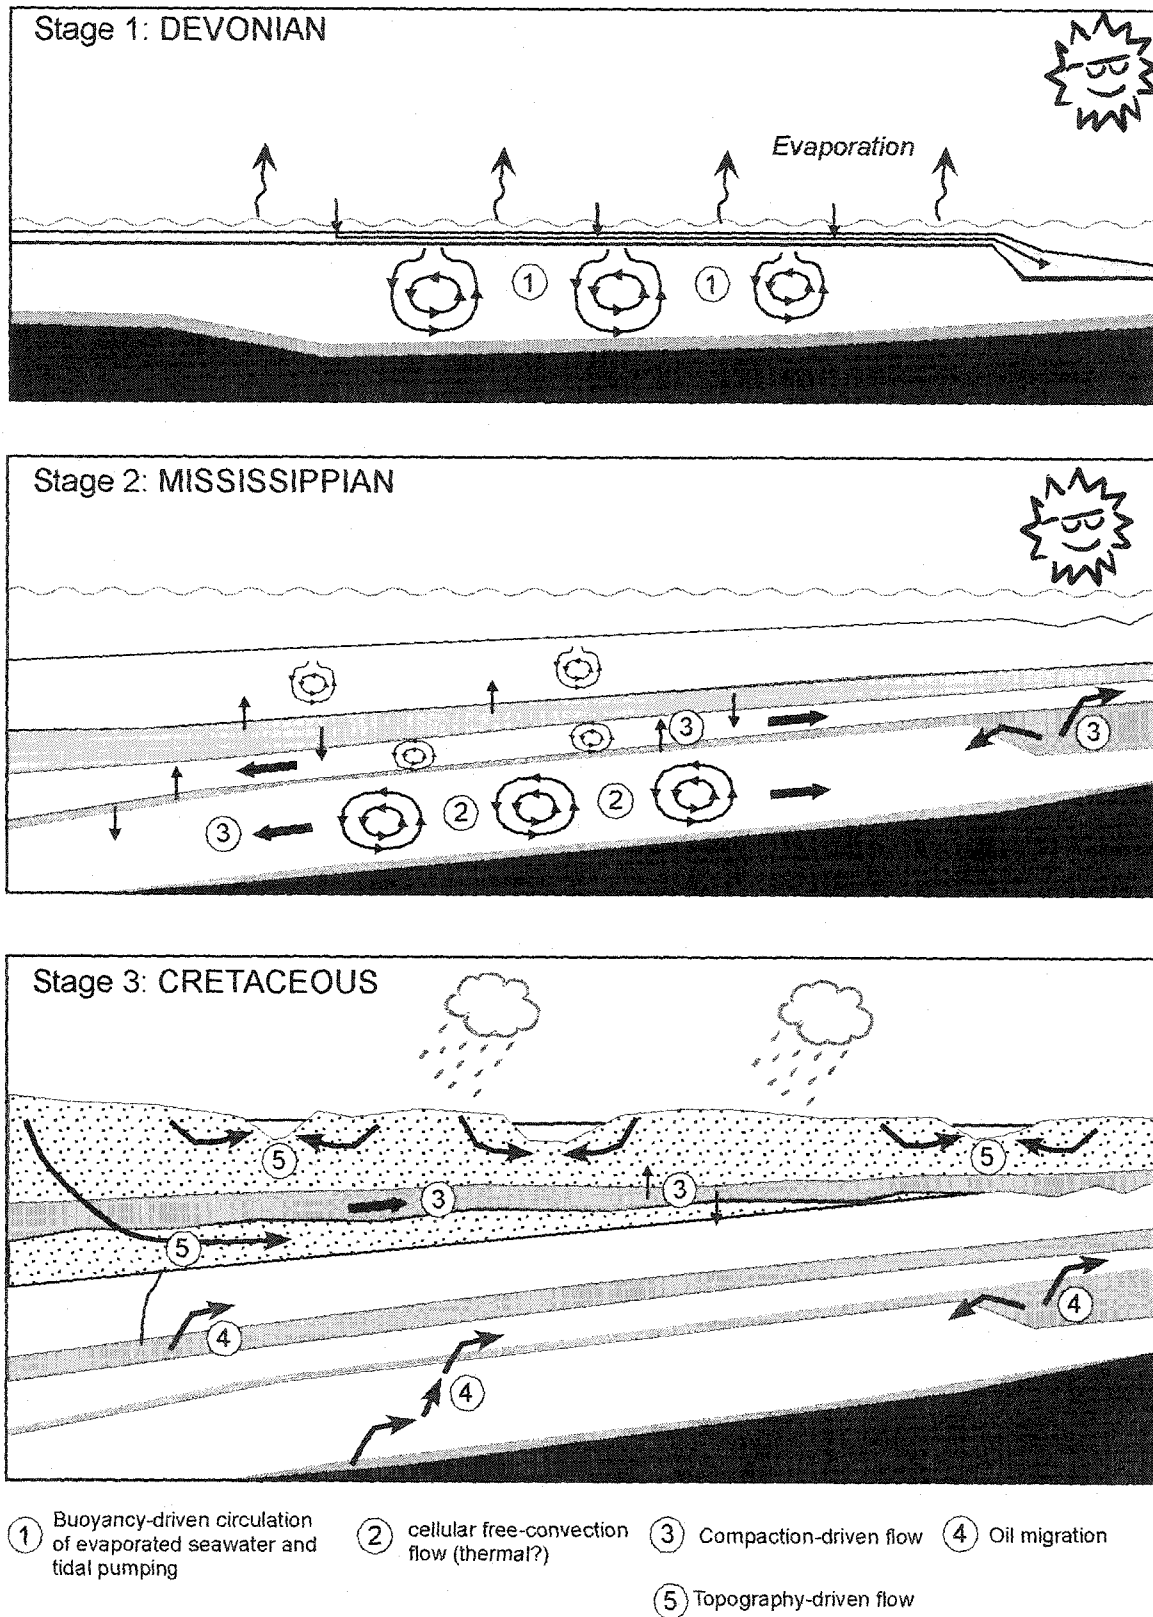 Stage 1: DEVONIAN
Evaporation
1
1
Stage 2: MISSISSIPPIAN
3
3
2
2
3
Stage 3: CRETACEOUS
5
5
3
3
5
4
4
4
1 Buoyancy-driven circulation
of evaporated seawater and
tidal pumping
2 cellular free-convection
flow (thermal?)
3 Compaction-driven flow
4 Oil migration
5 Topography-driven flow